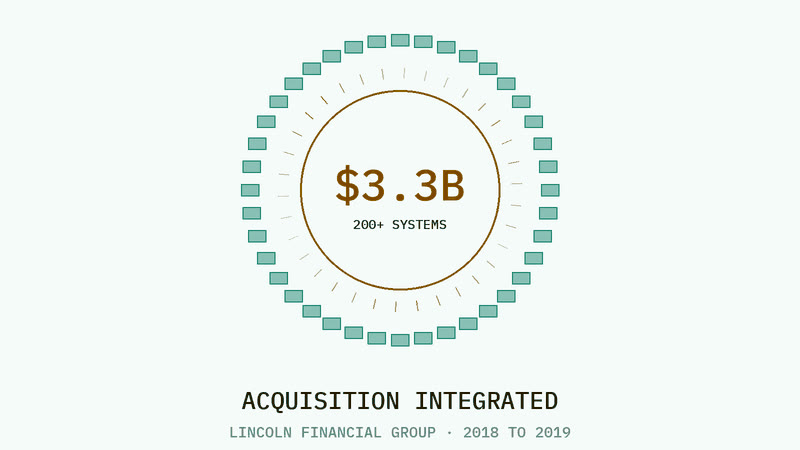 $3.3B
200+ SYSTEMS
ACQUISITION INTEGRATED
LINCOLN FINANCIAL GROUP · 2018 TO 2019